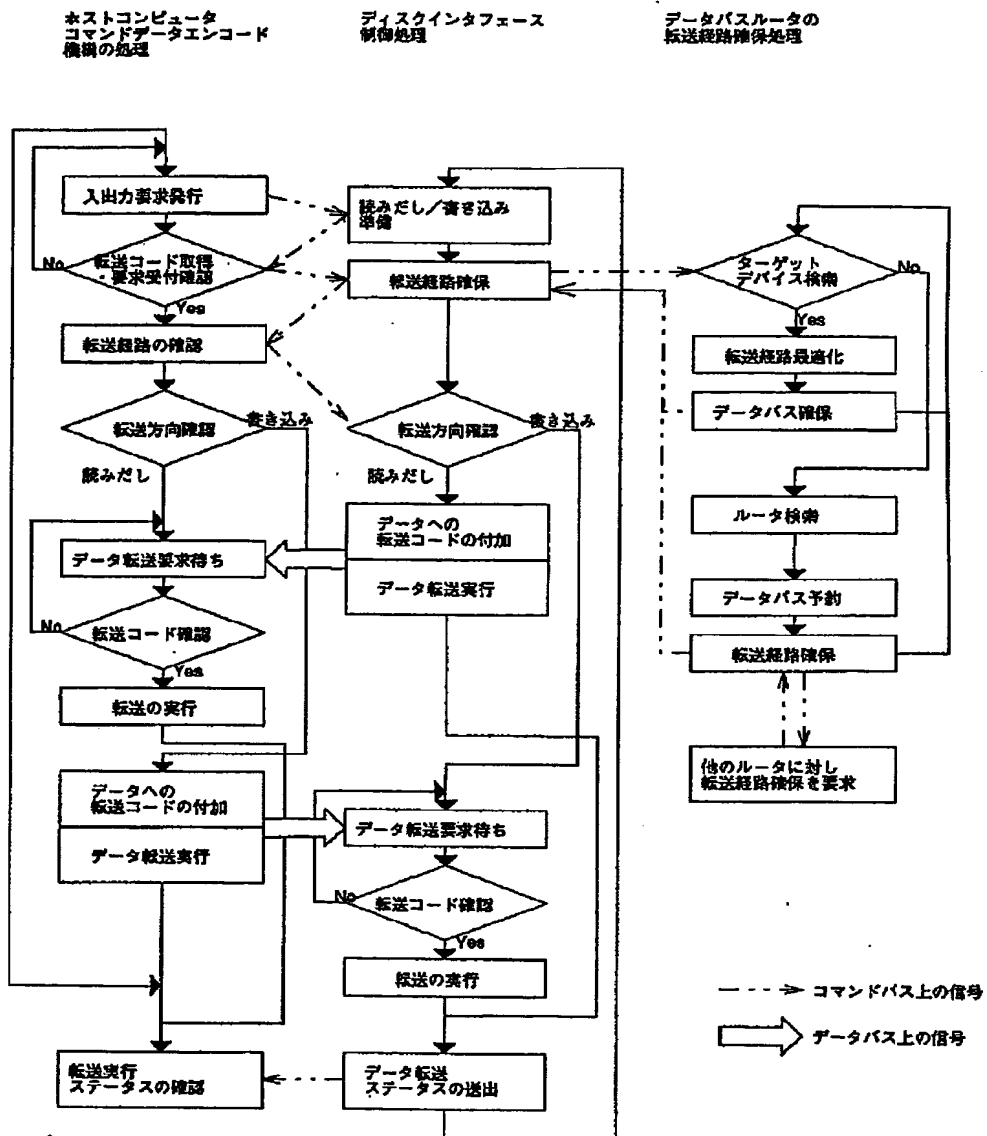 ホストコンピュータ
コマンドデータエンコード
機構の処理
ディスクインタフェース
制御処理
データバスルータの
転送経路確保処理
入出力要求発行
転送コード取得
要求受付確認
No
Yes
転送経路の確認
転送方向確認
書き込み
読みだし
データ転送要求待ち
転送コード確認
No
Yes
転送の実行
データへの
転送コードの付加
データ転送実行
転送実行
ステータスの確認
読みだし/書き込み
準備
転送経路確保
転送方向確認
書き込み
読みだし
データへの
転送コードの付加
データ転送実行
データ転送要求待ち
転送コード確認
No
Yes
転送の実行
データ転送
ステータスの送出
ターゲット
デバイス検索
No
Yes
転送経路最適化
データバス確保
ルータ検索
データバス予約
転送経路確保
他のルータに対し
転送経路確保を要求
コマンドバス上の信号
データバス上の信号